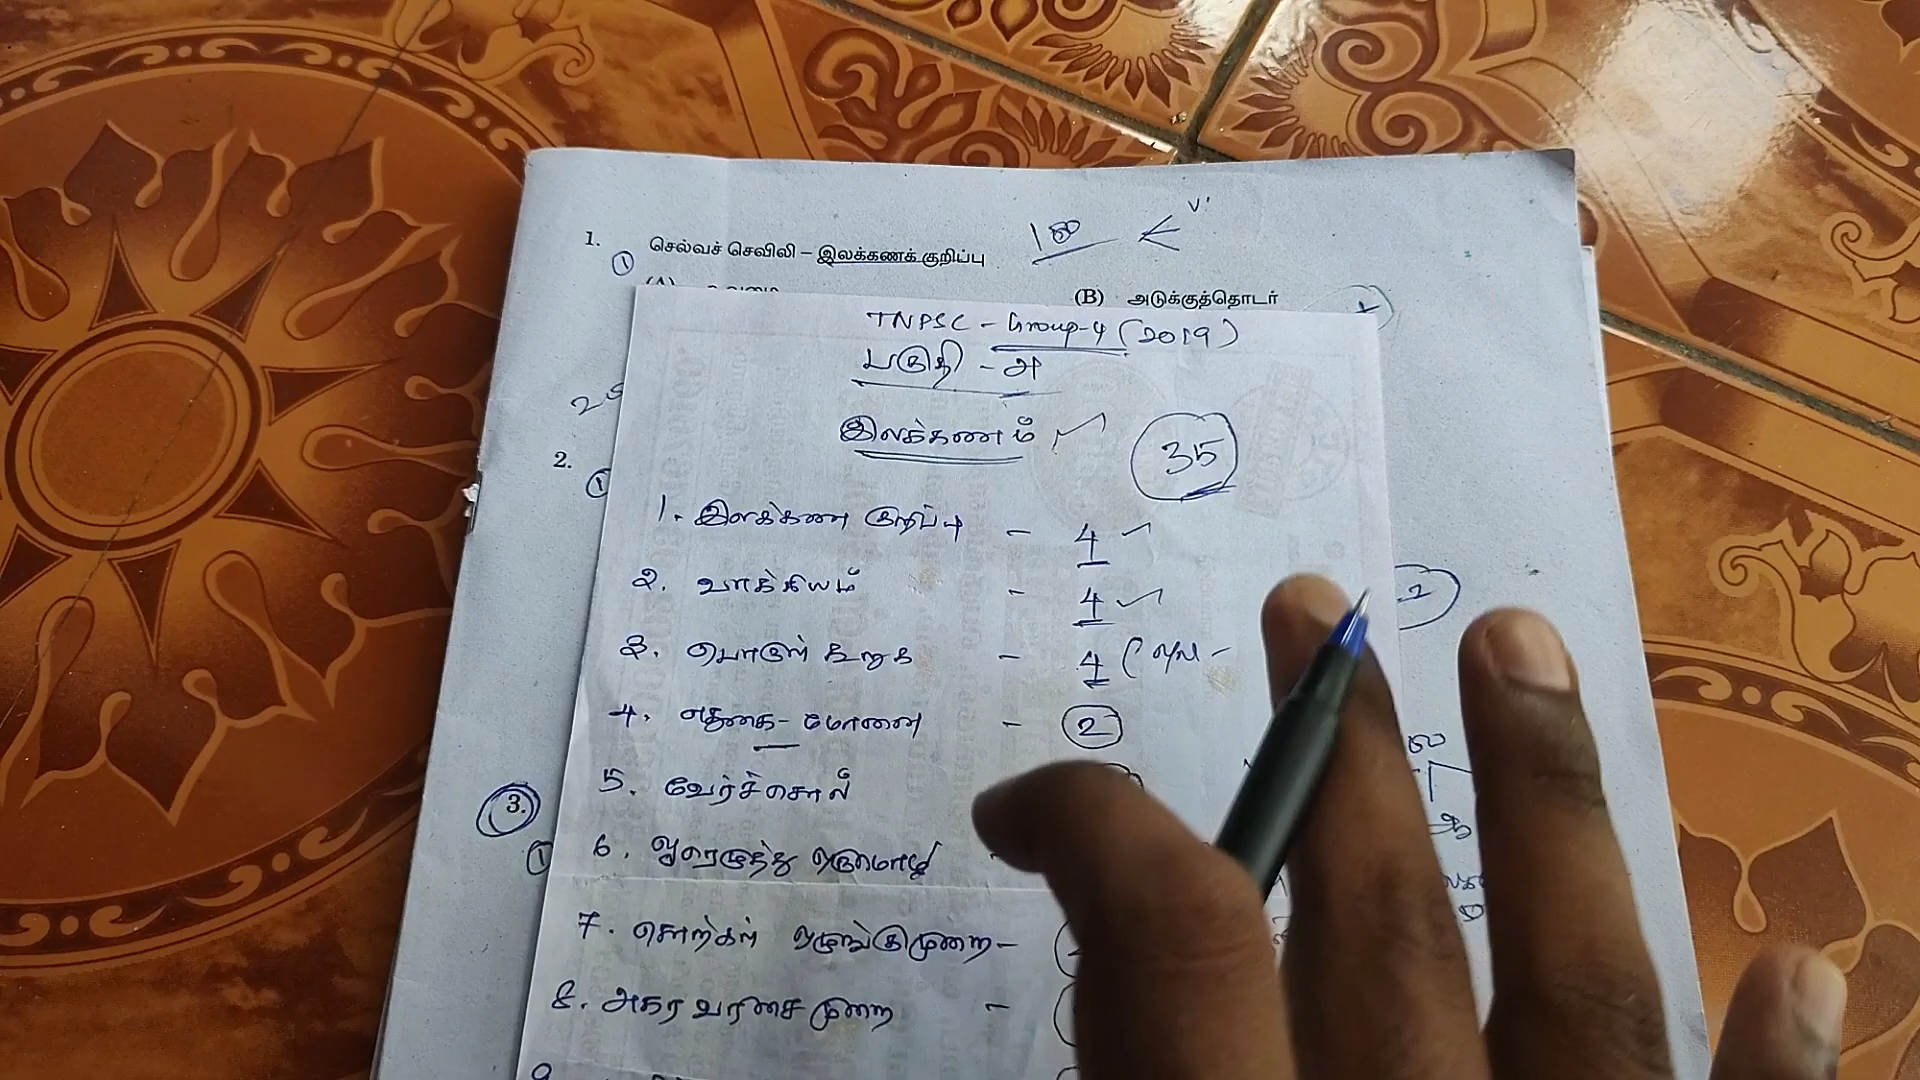 1. செல்வச் செவிலி – இலக்கணக் குறிப்பு
(B) அடுக்குத்தொடர்
TNPSC - Group-4 (2019)
பகுதி - அ
இலக்கணம்
35
2.
1. இலக்கண குறிப்பு - 4
2. வாக்கியம் - 4
3. பொருள் கூறுக - 4
4. எதுகை - மோனை - 2
3.
5. வேர்ச்சொல்
6. ஓரெழுத்து ஒருமொழி -
7. சொற்கள் ஒழுங்குமுறை -
8. அகர வரிசை முறை -
9